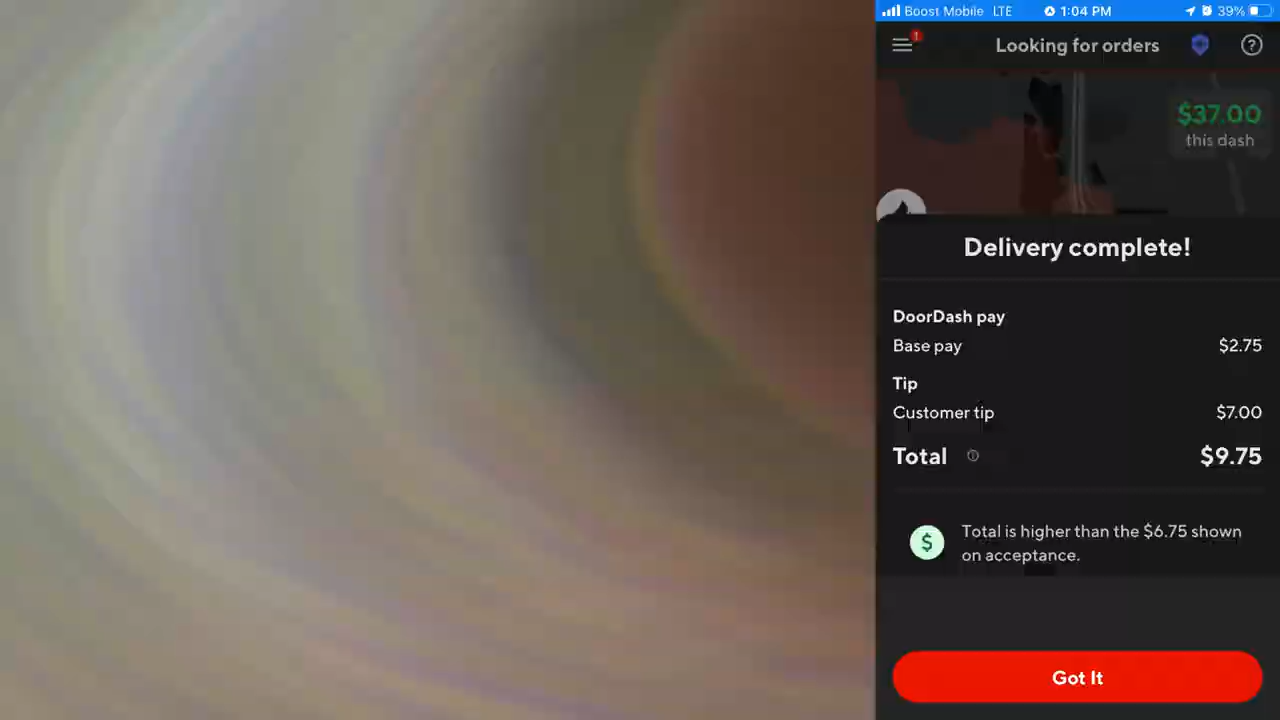 Boost Mobile LTE 1:04 PM 39%
1
Looking for orders
$37.00
this dash
Delivery complete!
DoorDash pay
Base pay $2.75
Tip
Customer tip $7.00
Total $9.75
$ Total is higher than the $6.75 shown
on acceptance.
Got It